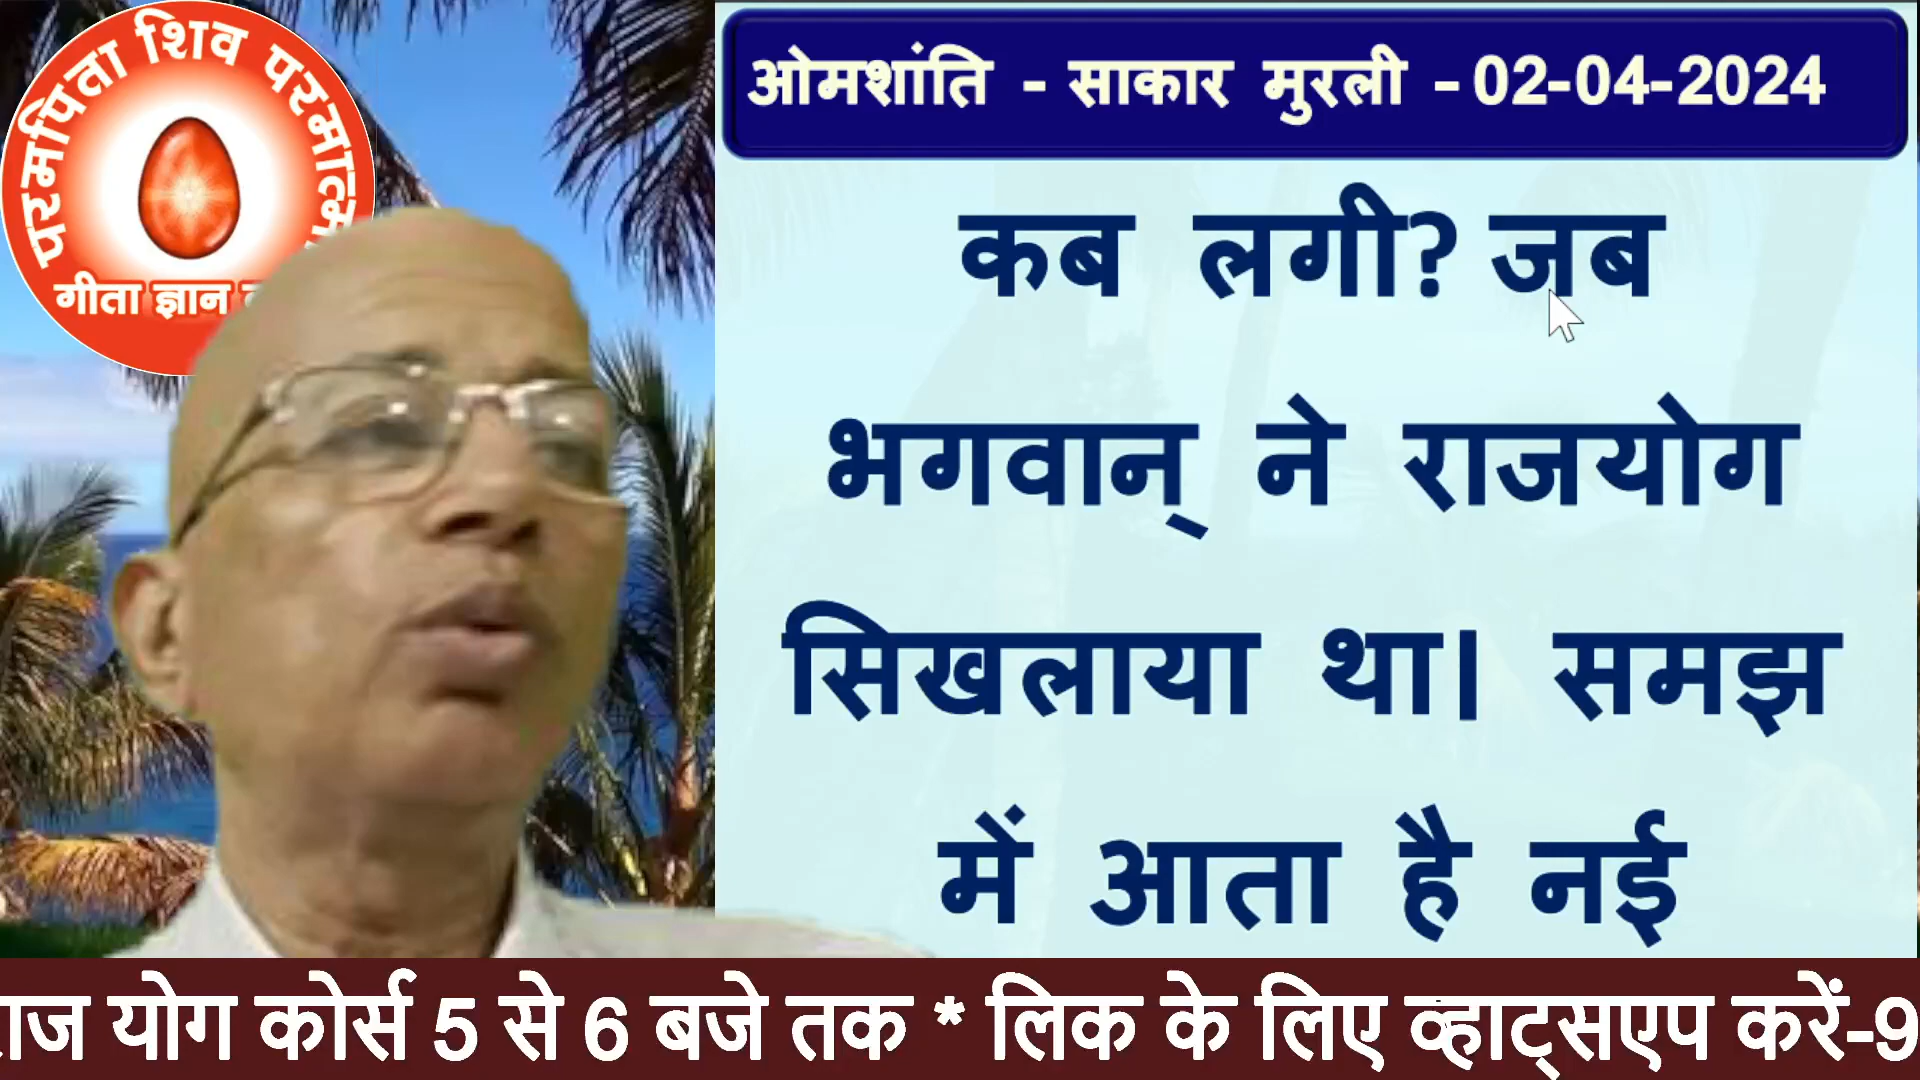 परमपिता शिव परमात्म
गीता ज्ञान
ओमशांति - साकार मुरली - 02-04-2024
कब लगी? जब
भगवान् ने राजयोग
सिखलाया था। समझ
में आता है नई
योग कोर्स 5 से 6 बजे तक * लिक के लिए व्हाट्सएप करें-9